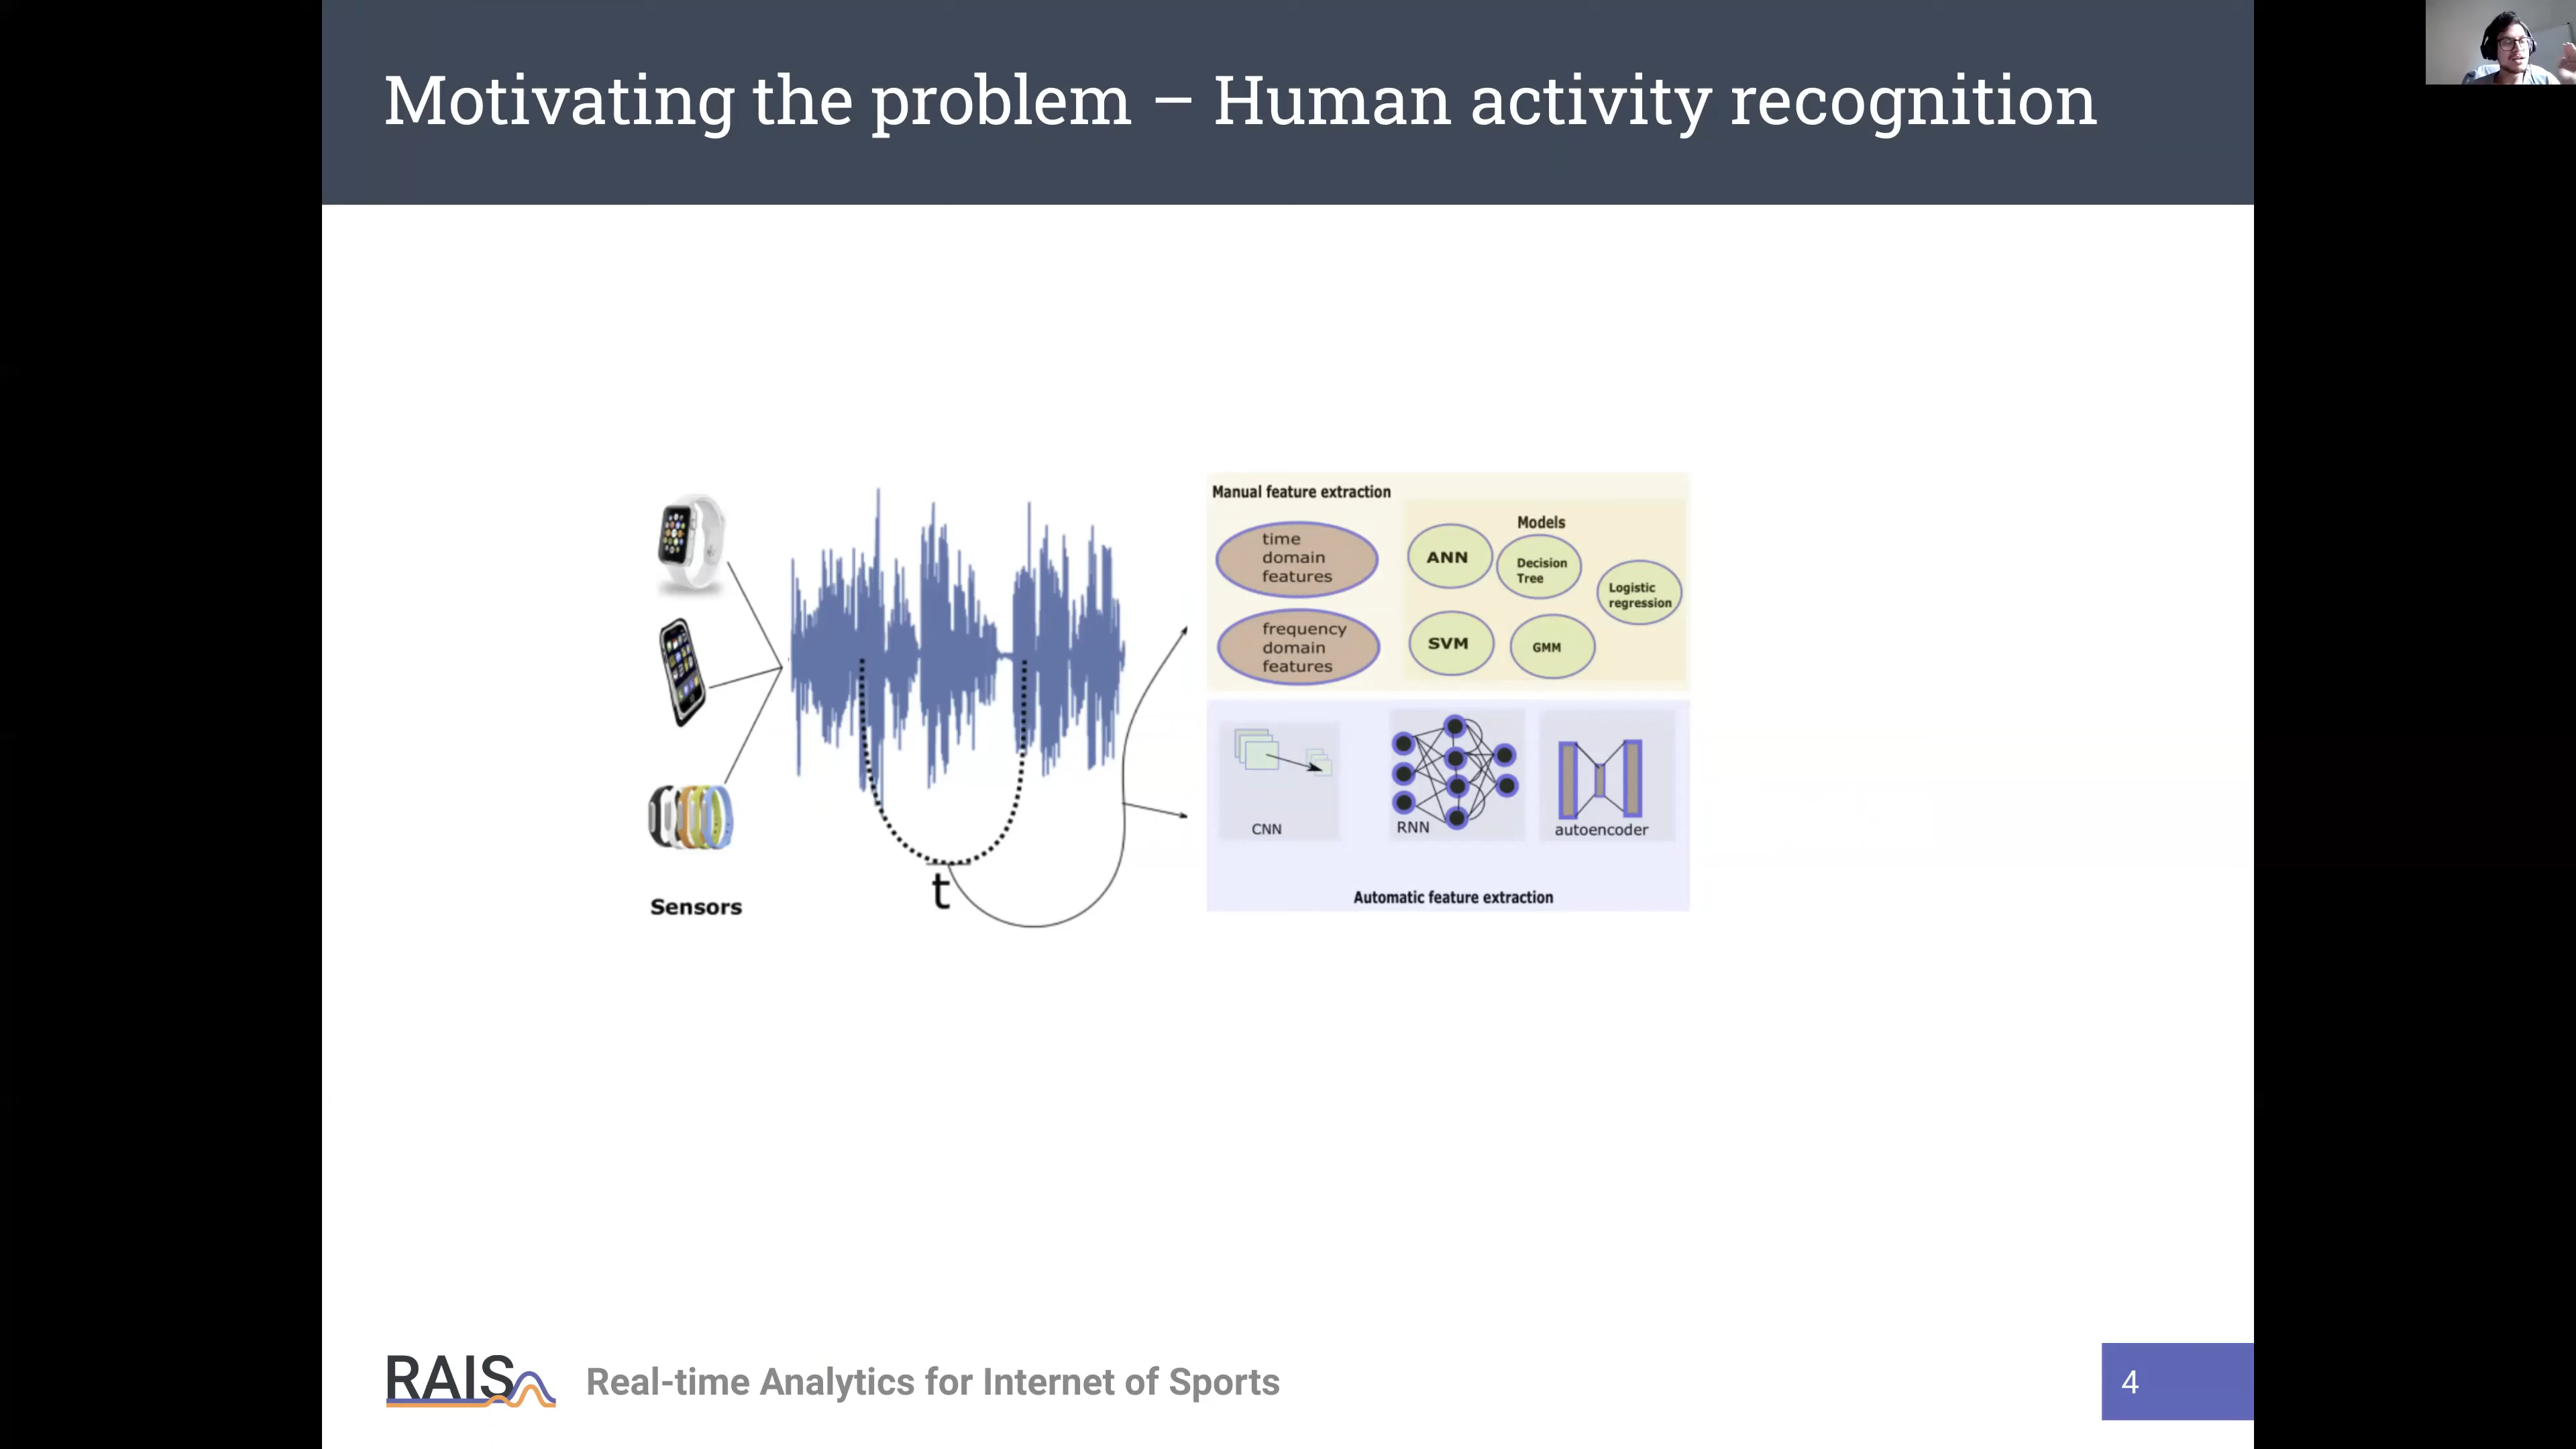 Motivating the problem – Human activity recognition
Sensors
t
Manual feature extraction
time
domain
features
frequency
domain
features
Models
ANN
Decision
Tree
Logistic
regression
SVM
GMM
CNN
RNN
autoencoder
Automatic feature extraction
RAIS
Real-time Analytics for Internet of Sports
4